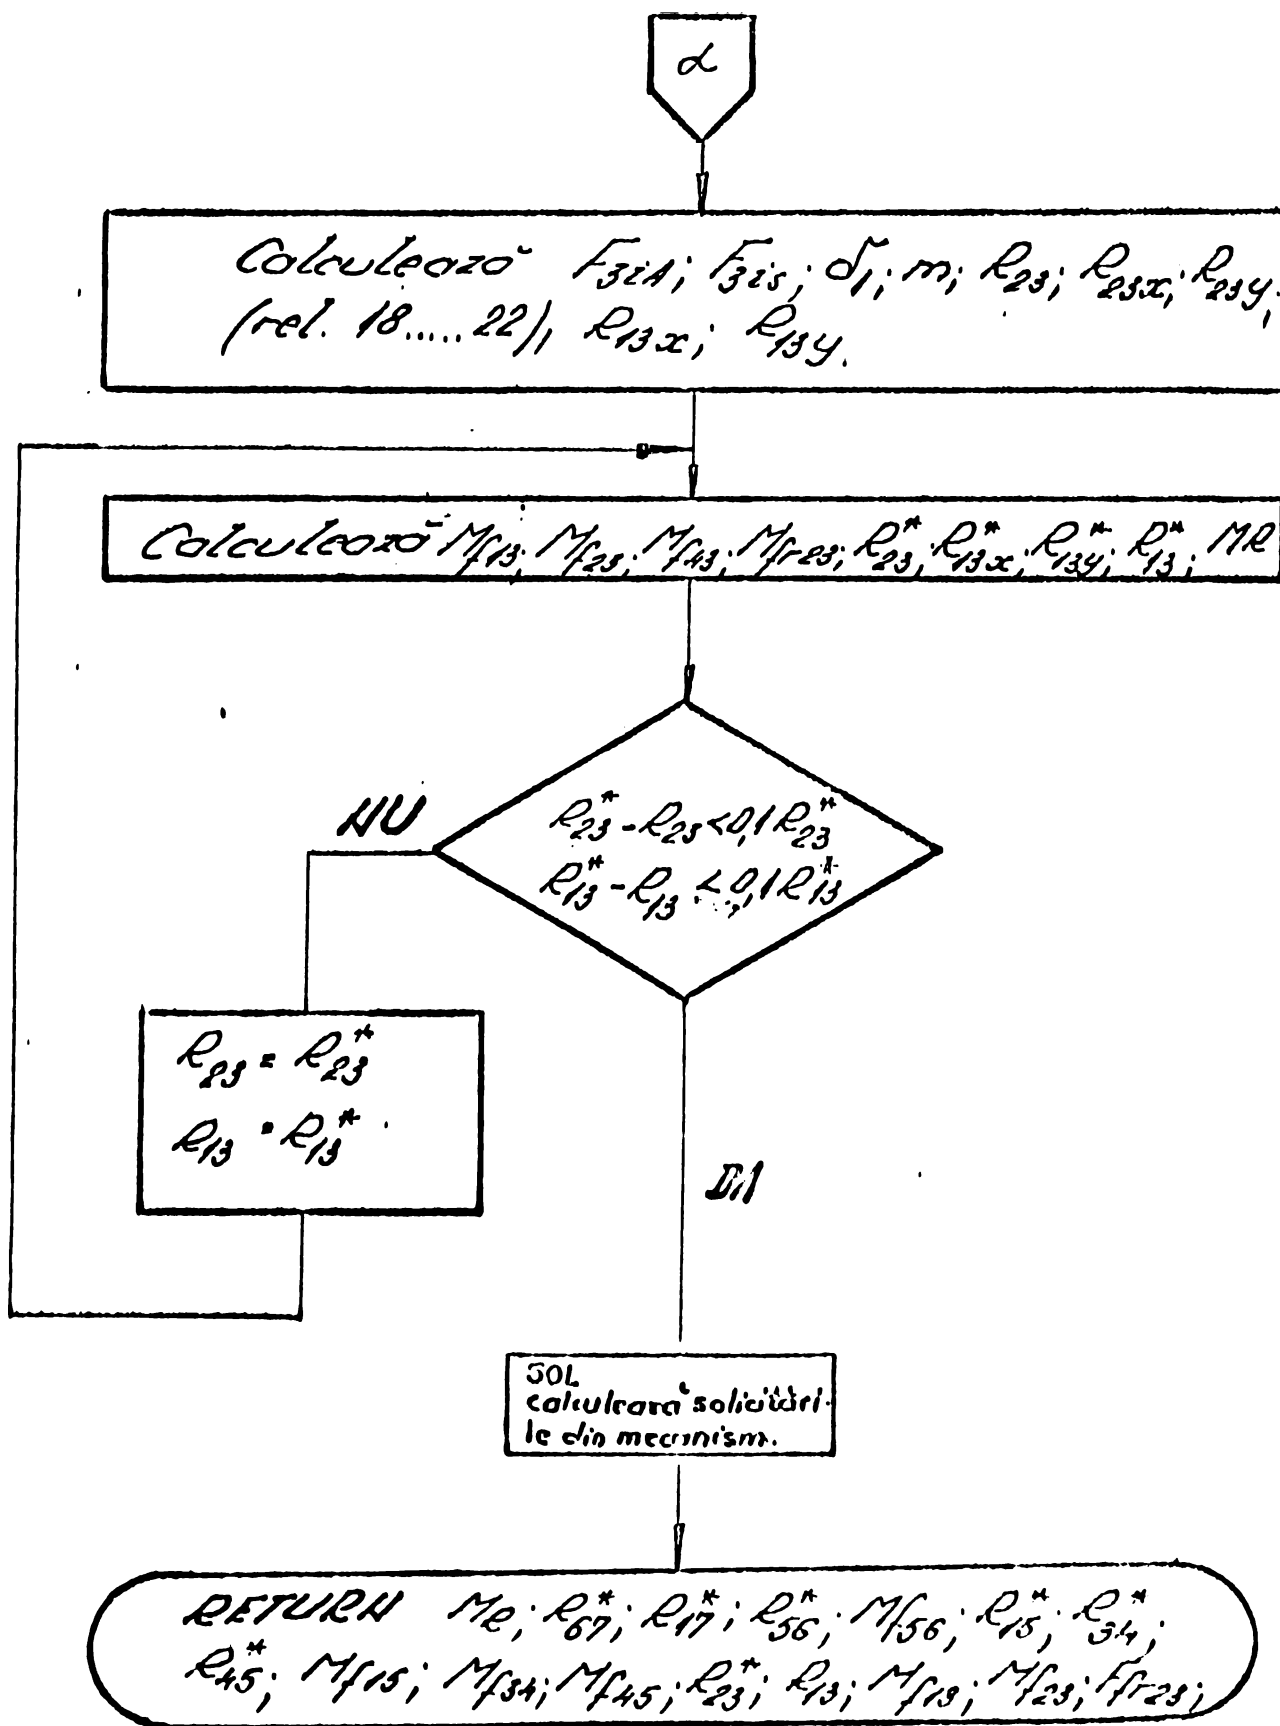 α
Calculează F3iA; F3is; δ1; m; R23; R23x; R23y;
(rel. 18.....22), R13x; R13y.
Calculează Mf13; Mf23; Mf43; Mfr23; R*23; R*13x; R*13y; R*13; MR
R*23 - R23 < 0,1 R*23
R*13 - R13 < 0,1 R*13
NU
R23 = R23*
R13 = R13*
DA
SOL
calculează solicitări-
le din mecanism.
RETURN MR; R*67; R*17; R*56; Mf56; R*15; R*34;
R*45; Mf15; Mf34; Mf45; R*23; R13; Mf13; Mf23; Ffr23;